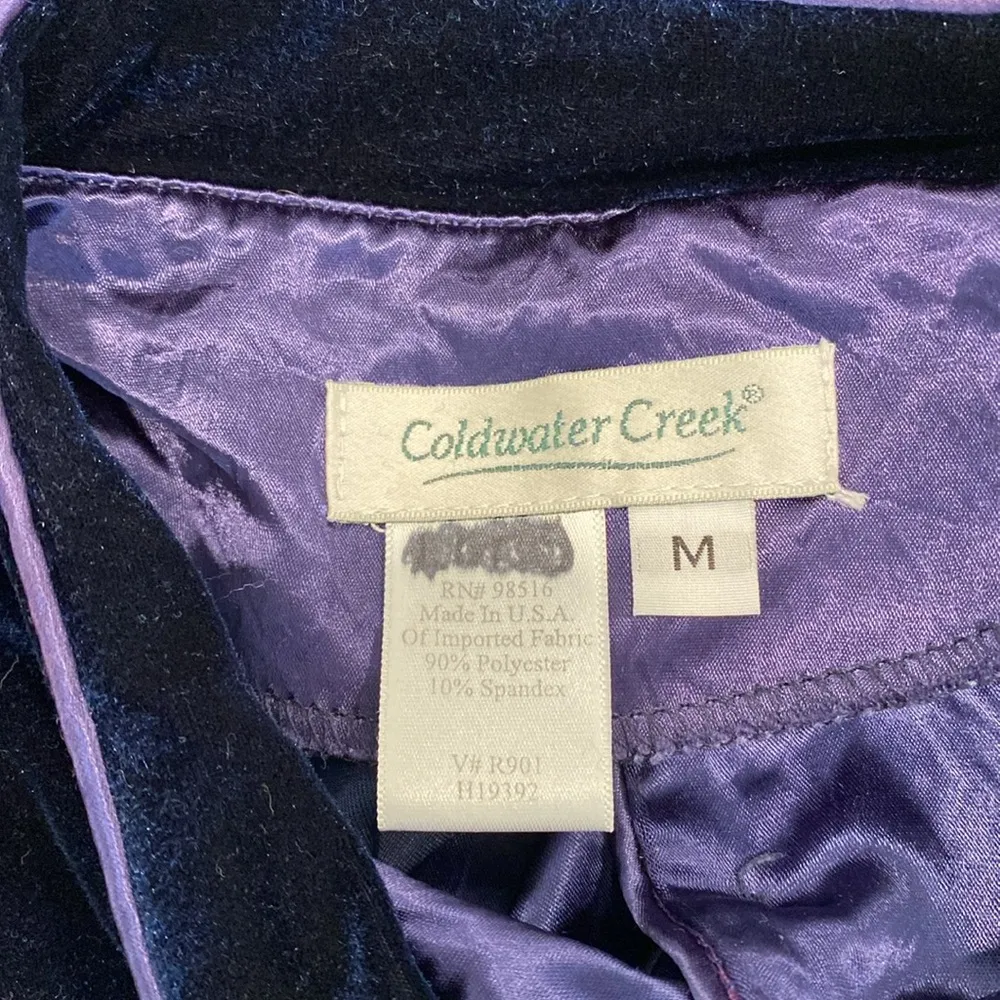 Coldwater Creek®
M
RN# 98516
Made In U.S.A.
Of Imported Fabric
90% Polyester
10% Spandex
V# R901
H19392